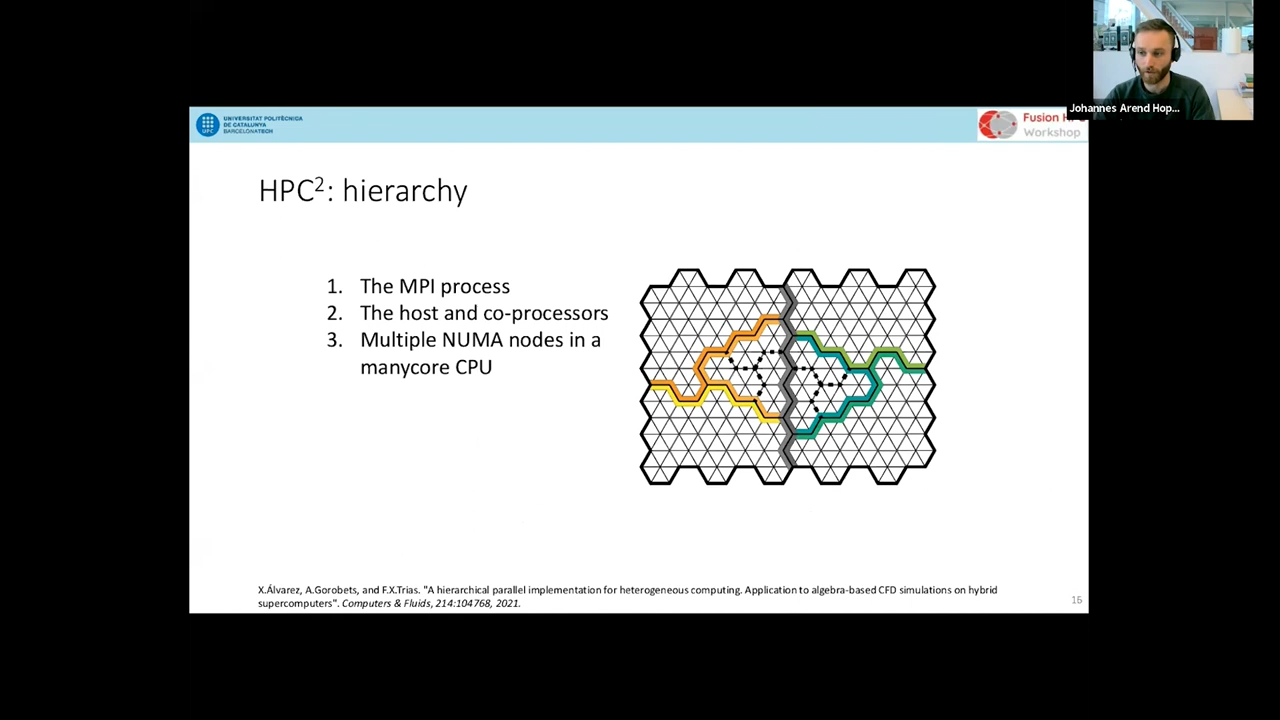 Johannes Arend Hop...
UNIVERSITAT POLITÈCNICA
DE CATALUNYA
BARCELONATECH
UPC
Fusion
Workshop
HPC²: hierarchy
1. The MPI process
2. The host and co-processors
3. Multiple NUMA nodes in a
manycore CPU
X.Álvarez, A.Gorobets, and F.X.Trias. "A hierarchical parallel implementation for heterogeneous computing. Application to algebra-based CFD simulations on hybrid
supercomputers". Computers & Fluids, 214:104768, 2021.
16